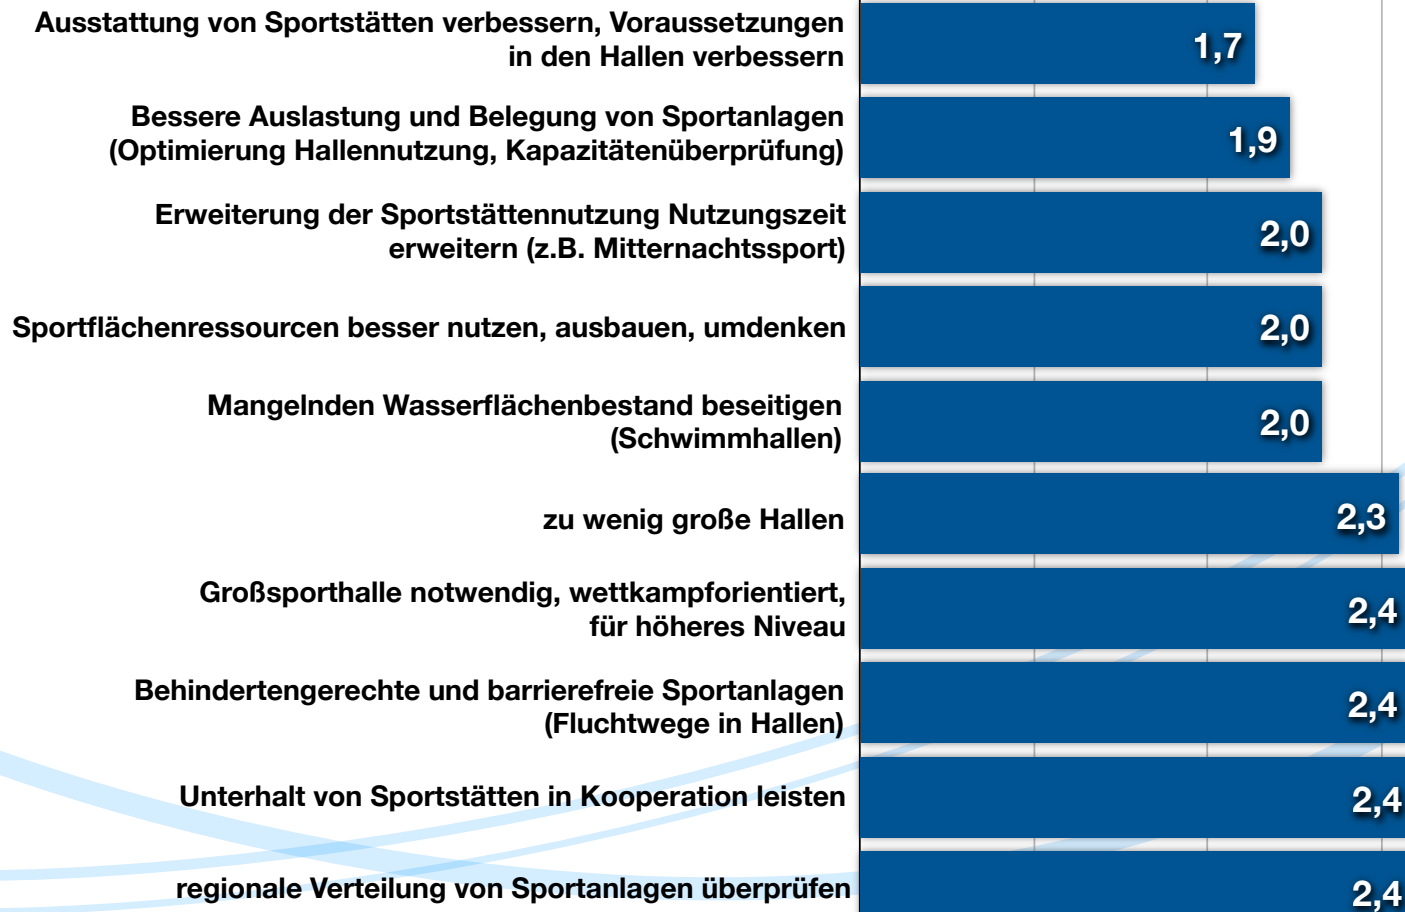 Ausstattung von Sportstätten verbessern, Voraussetzungen
in den Hallen verbessern
1,7
Bessere Auslastung und Belegung von Sportanlagen
(Optimierung Hallennutzung, Kapazitätenüberprüfung)
1,9
Erweiterung der Sportstättennutzung Nutzungszeit
erweitern (z.B. Mitternachtssport)
2,0
Sportflächenressourcen besser nutzen, ausbauen, umdenken
2,0
Mangelnden Wasserflächenbestand beseitigen
(Schwimmhallen)
2,0
zu wenig große Hallen
2,3
Großsporthalle notwendig, wettkampforientiert,
für höheres Niveau
2,4
Behindertengerechte und barrierefreie Sportanlagen
(Fluchtwege in Hallen)
2,4
Unterhalt von Sportstätten in Kooperation leisten
2,4
regionale Verteilung von Sportanlagen überprüfen
2,4